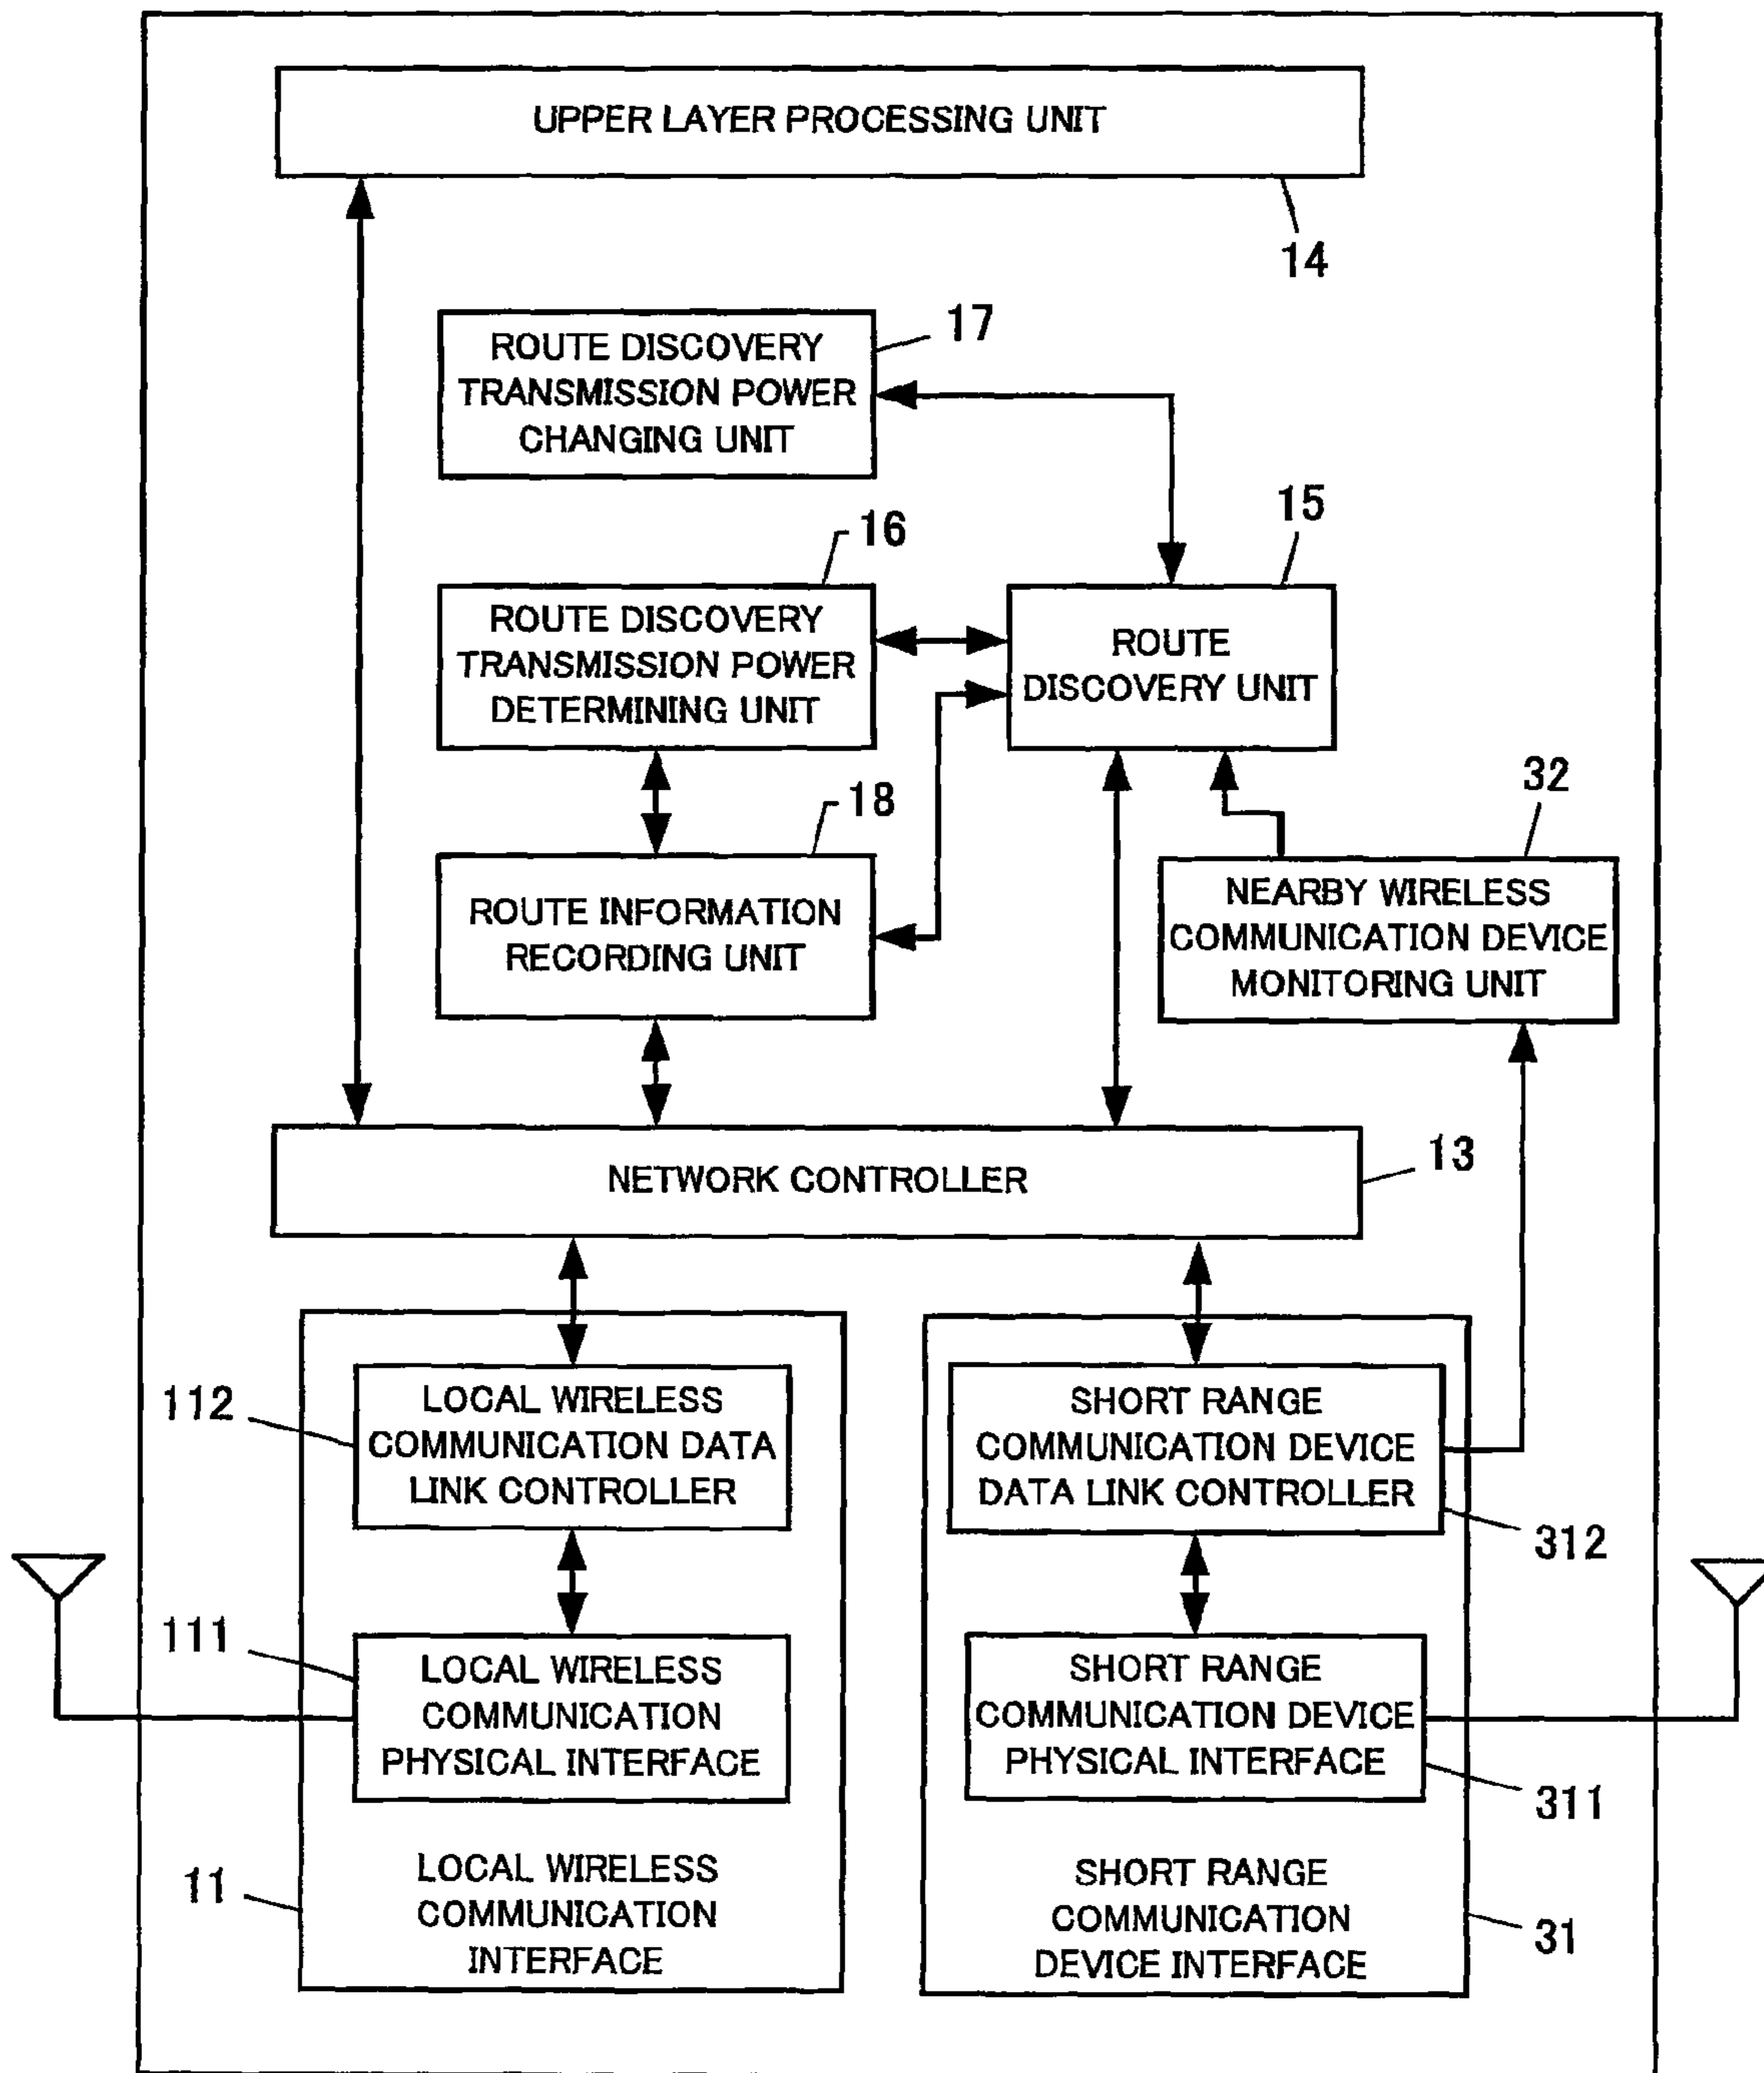 UPPER LAYER PROCESSING UNIT
14
ROUTE DISCOVERY
TRANSMISSION POWER
CHANGING UNIT
17
16
15
ROUTE DISCOVERY
TRANSMISSION POWER
DETERMINING UNIT
ROUTE
DISCOVERY UNIT
18
32
ROUTE INFORMATION
RECORDING UNIT
NEARBY WIRELESS
COMMUNICATION DEVICE
MONITORING UNIT
NETWORK CONTROLLER
13
112
LOCAL WIRELESS
COMMUNICATION DATA
LINK CONTROLLER
SHORT RANGE
COMMUNICATION DEVICE
DATA LINK CONTROLLER
312
111
LOCAL WIRELESS
COMMUNICATION
PHYSICAL INTERFACE
SHORT RANGE
COMMUNICATION DEVICE
PHYSICAL INTERFACE
311
11
LOCAL WIRELESS
COMMUNICATION
INTERFACE
SHORT RANGE
COMMUNICATION
DEVICE INTERFACE
31